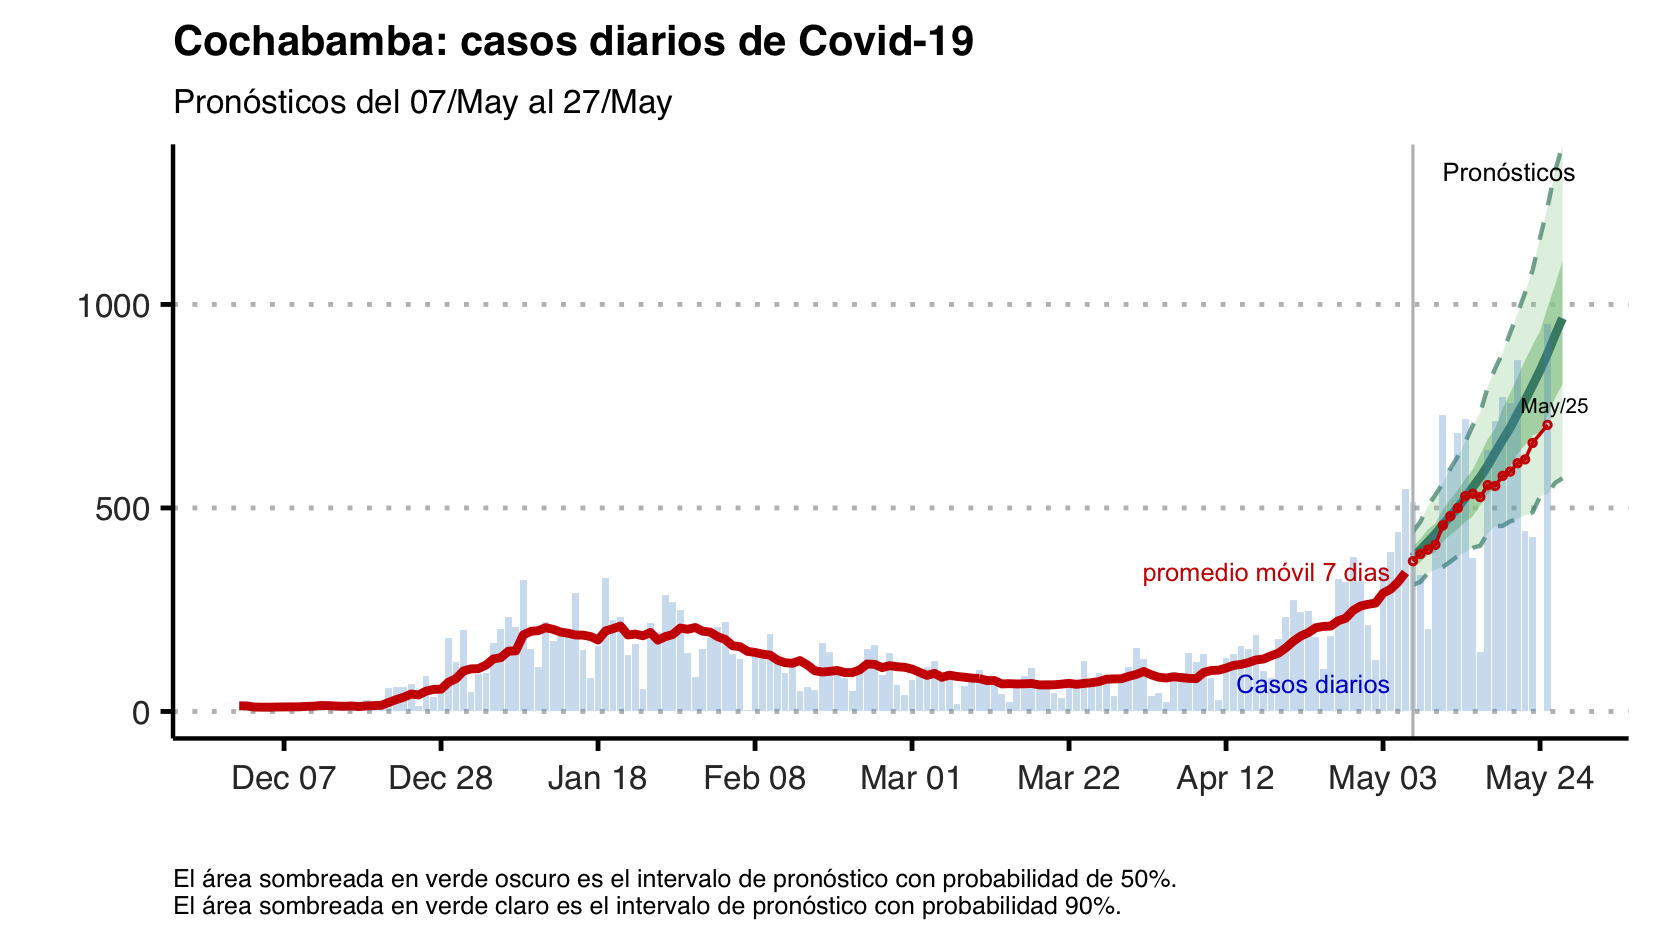 Cochabamba: casos diarios de Covid-19
Pronósticos del 07/May al 27/May
Pronósticos
1000
May/25
500
promedio móvil 7 dias
Casos diarios
0
Dec 07 Dec 28 Jan 18 Feb 08 Mar 01 Mar 22 Apr 12 May 03 May 24
El área sombreada en verde oscuro es el intervalo de pronóstico con probabilidad de 50%.
El área sombreada en verde claro es el intervalo de pronóstico con probabilidad 90%.